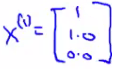 x⁽¹⁾ = [ 1
1.0
0.0 ]